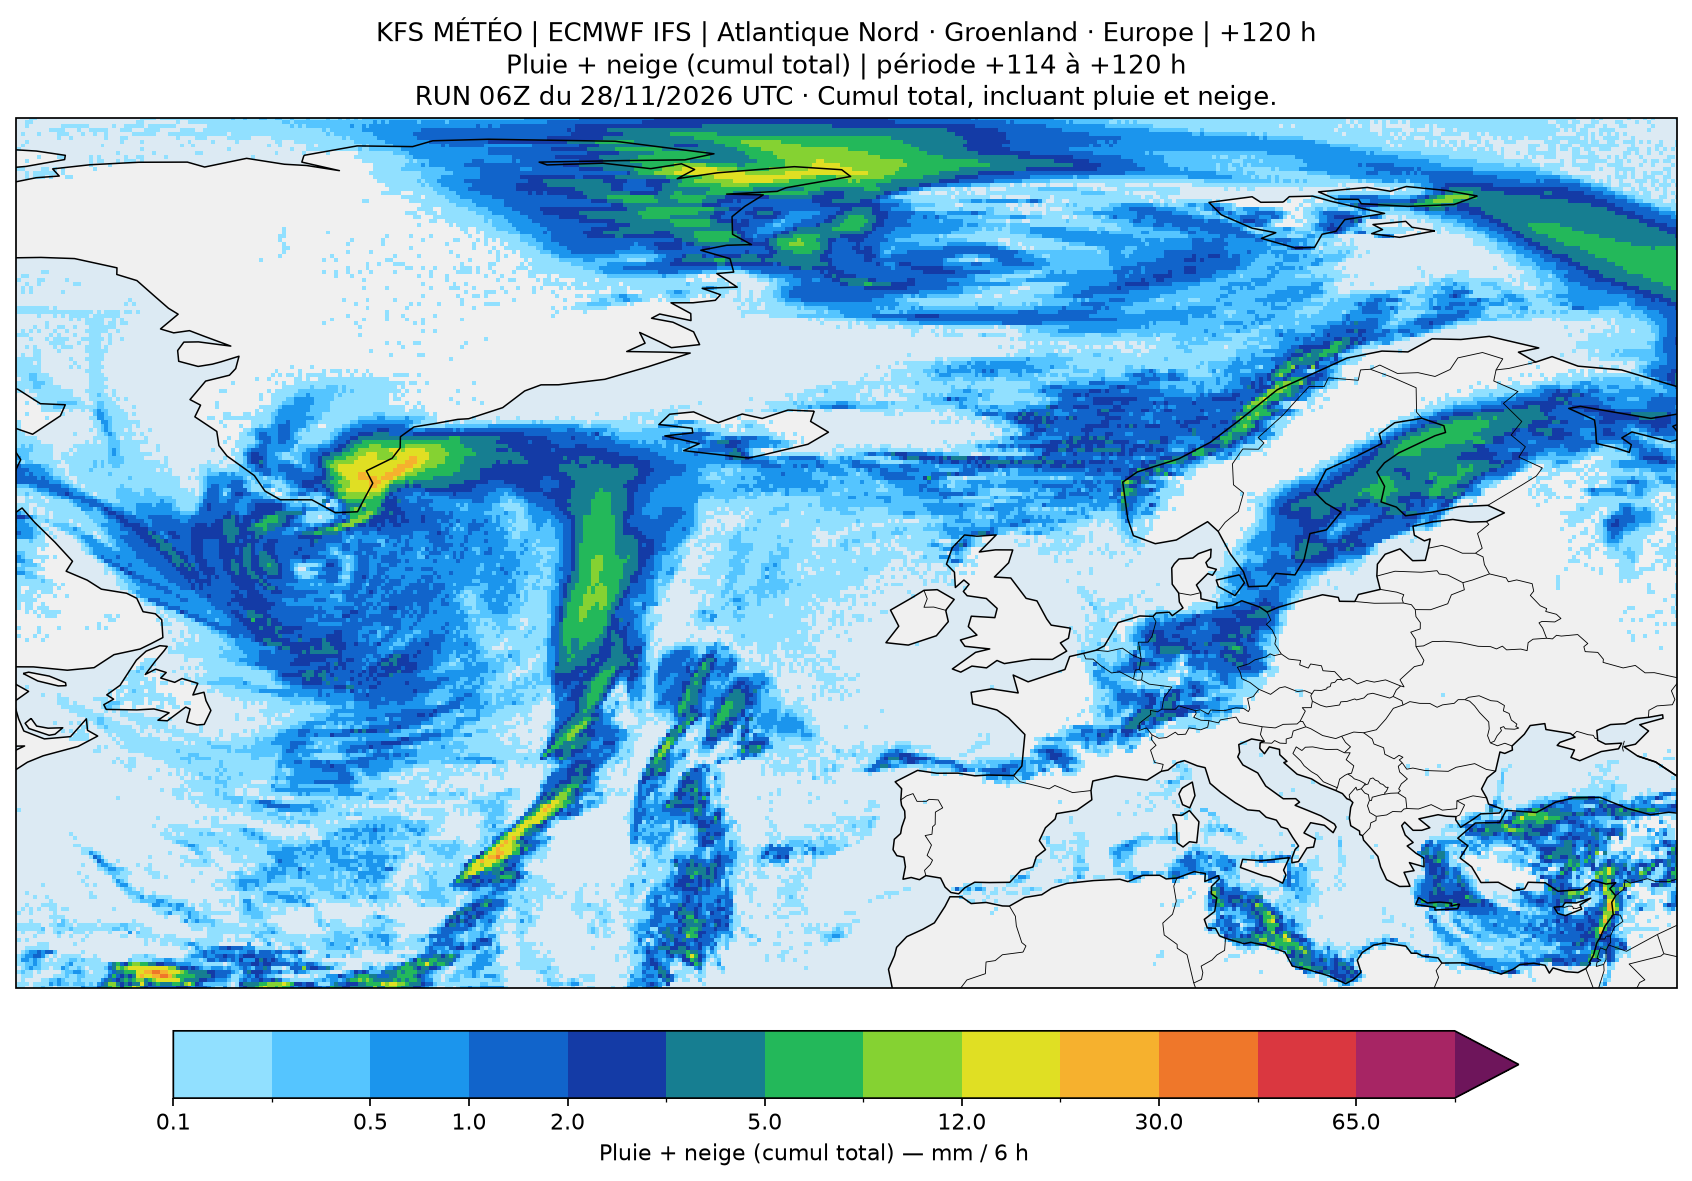 KFS MÉTÉO | ECMWF IFS | Atlantique Nord · Groenland · Europe | +120 h
Pluie + neige (cumul total) | période +114 à +120 h
RUN 06Z du 28/11/2026 UTC · Cumul total, incluant pluie et neige.
0.1 0.5 1.0 2.0 5.0 12.0 30.0 65.0
Pluie + neige (cumul total) — mm / 6 h